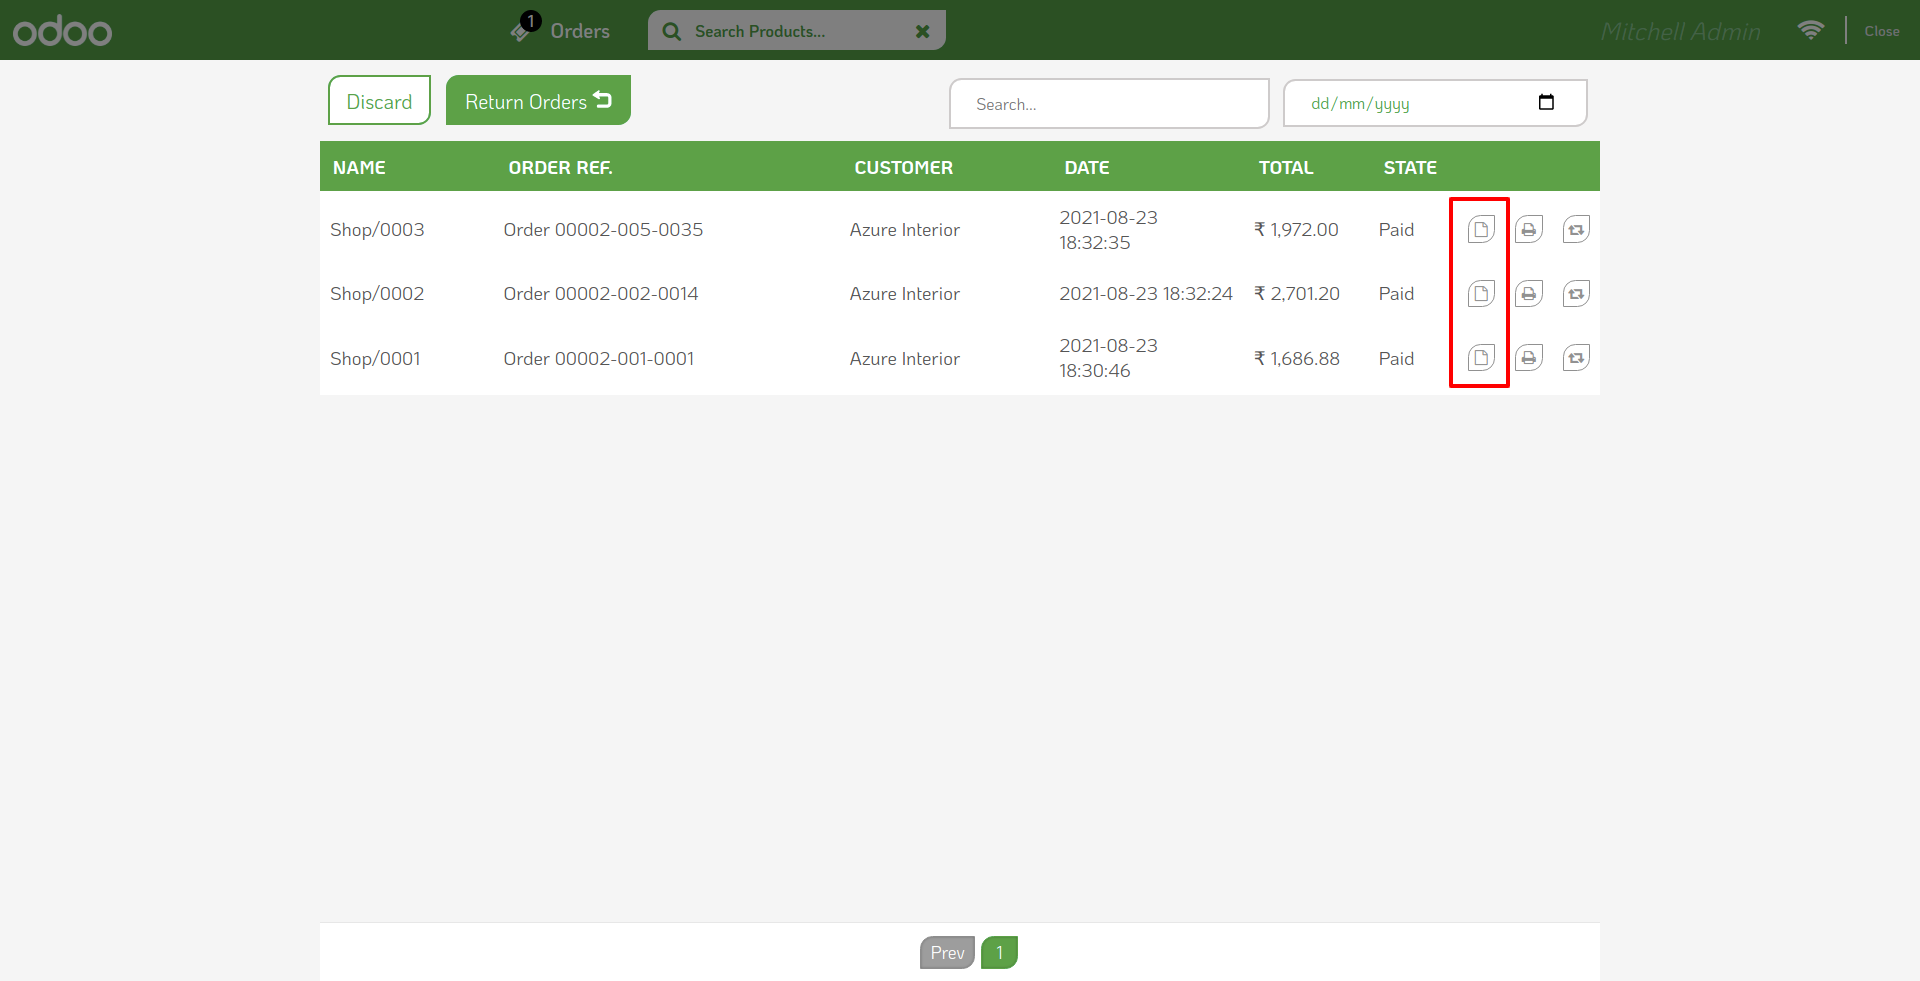 odoo 1 Orders Search Products... Mitchell Admin Close
Discard Return Orders Search... dd/mm/yyyy
NAME ORDER REF. CUSTOMER DATE TOTAL STATE
Shop/0003 Order 00002-005-0035 Azure Interior 2021-08-23 ₹ 1,972.00 Paid
18:32:35
Shop/0002 Order 00002-002-0014 Azure Interior 2021-08-23 18:32:24 ₹ 2,701.20 Paid
Shop/0001 Order 00002-001-0001 Azure Interior 2021-08-23 ₹ 1,686.88 Paid
18:30:46
Prev 1